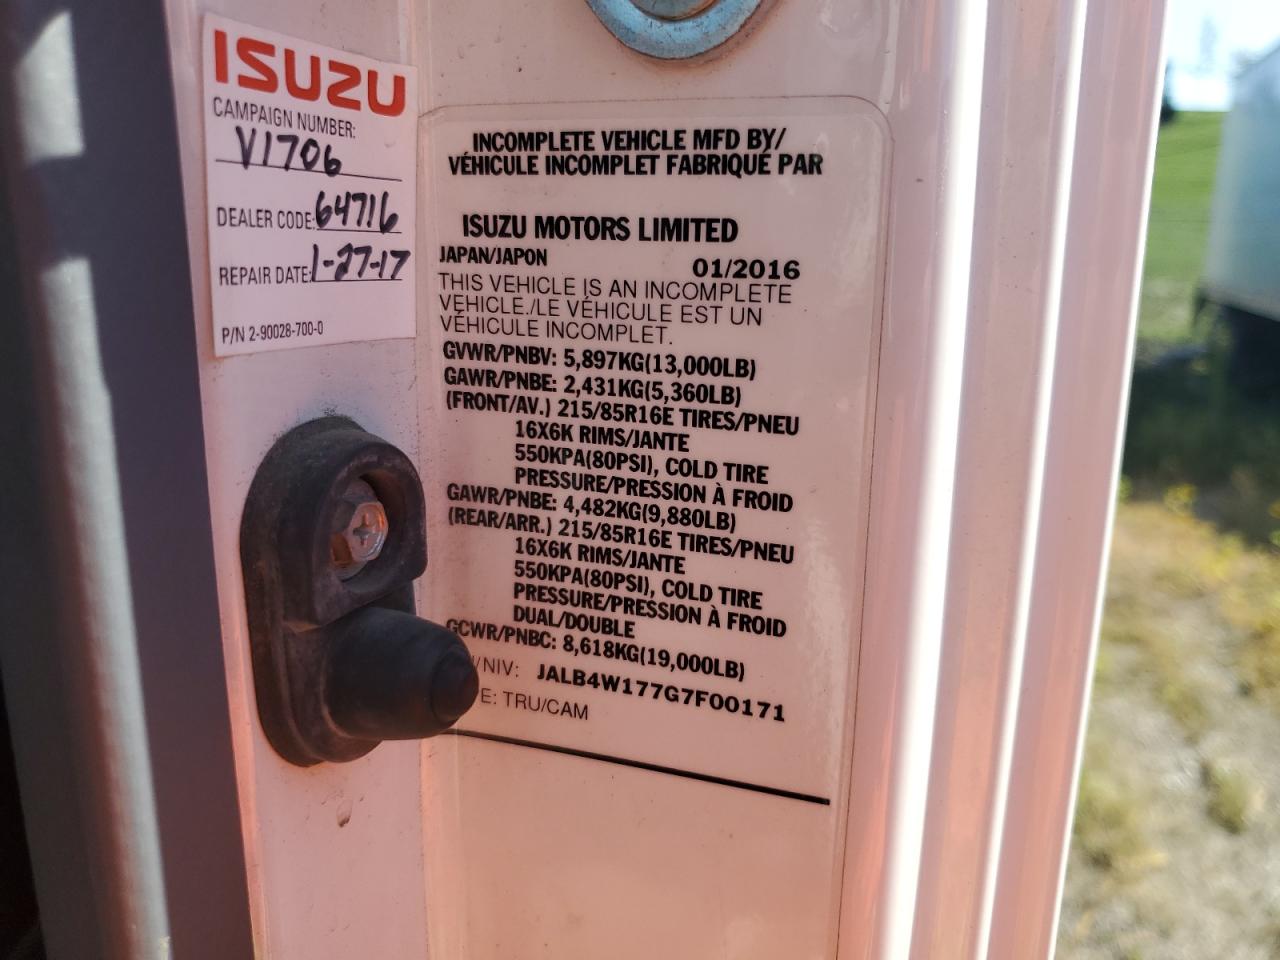 ISUZU
CAMPAIGN NUMBER:
V1706
DEALER CODE: 64716
REPAIR DATE: 1-27-17
P/N 2-90028-700-0
INCOMPLETE VEHICLE MFD BY/
VÉHICULE INCOMPLET FABRIQUÉ PAR
ISUZU MOTORS LIMITED
JAPAN/JAPON 01/2016
THIS VEHICLE IS AN INCOMPLETE
VEHICLE./LE VÉHICULE EST UN
VÉHICULE INCOMPLET.
GVWR/PNBV: 5,897KG(13,000LB)
GAWR/PNBE: 2,431KG(5,360LB)
(FRONT/AV.) 215/85R16E TIRES/PNEU
16X6K RIMS/JANTE
550KPA(80PSI), COLD TIRE
PRESSURE/PRESSION À FROID
GAWR/PNBE: 4,482KG(9,880LB)
(REAR/ARR.) 215/85R16E TIRES/PNEU
16X6K RIMS/JANTE
550KPA(80PSI), COLD TIRE
PRESSURE/PRESSION À FROID
DUAL/DOUBLE
GCWR/PNBC: 8,618KG(19,000LB)
/NIV: JALB4W177G7F00171
E: TRU/CAM